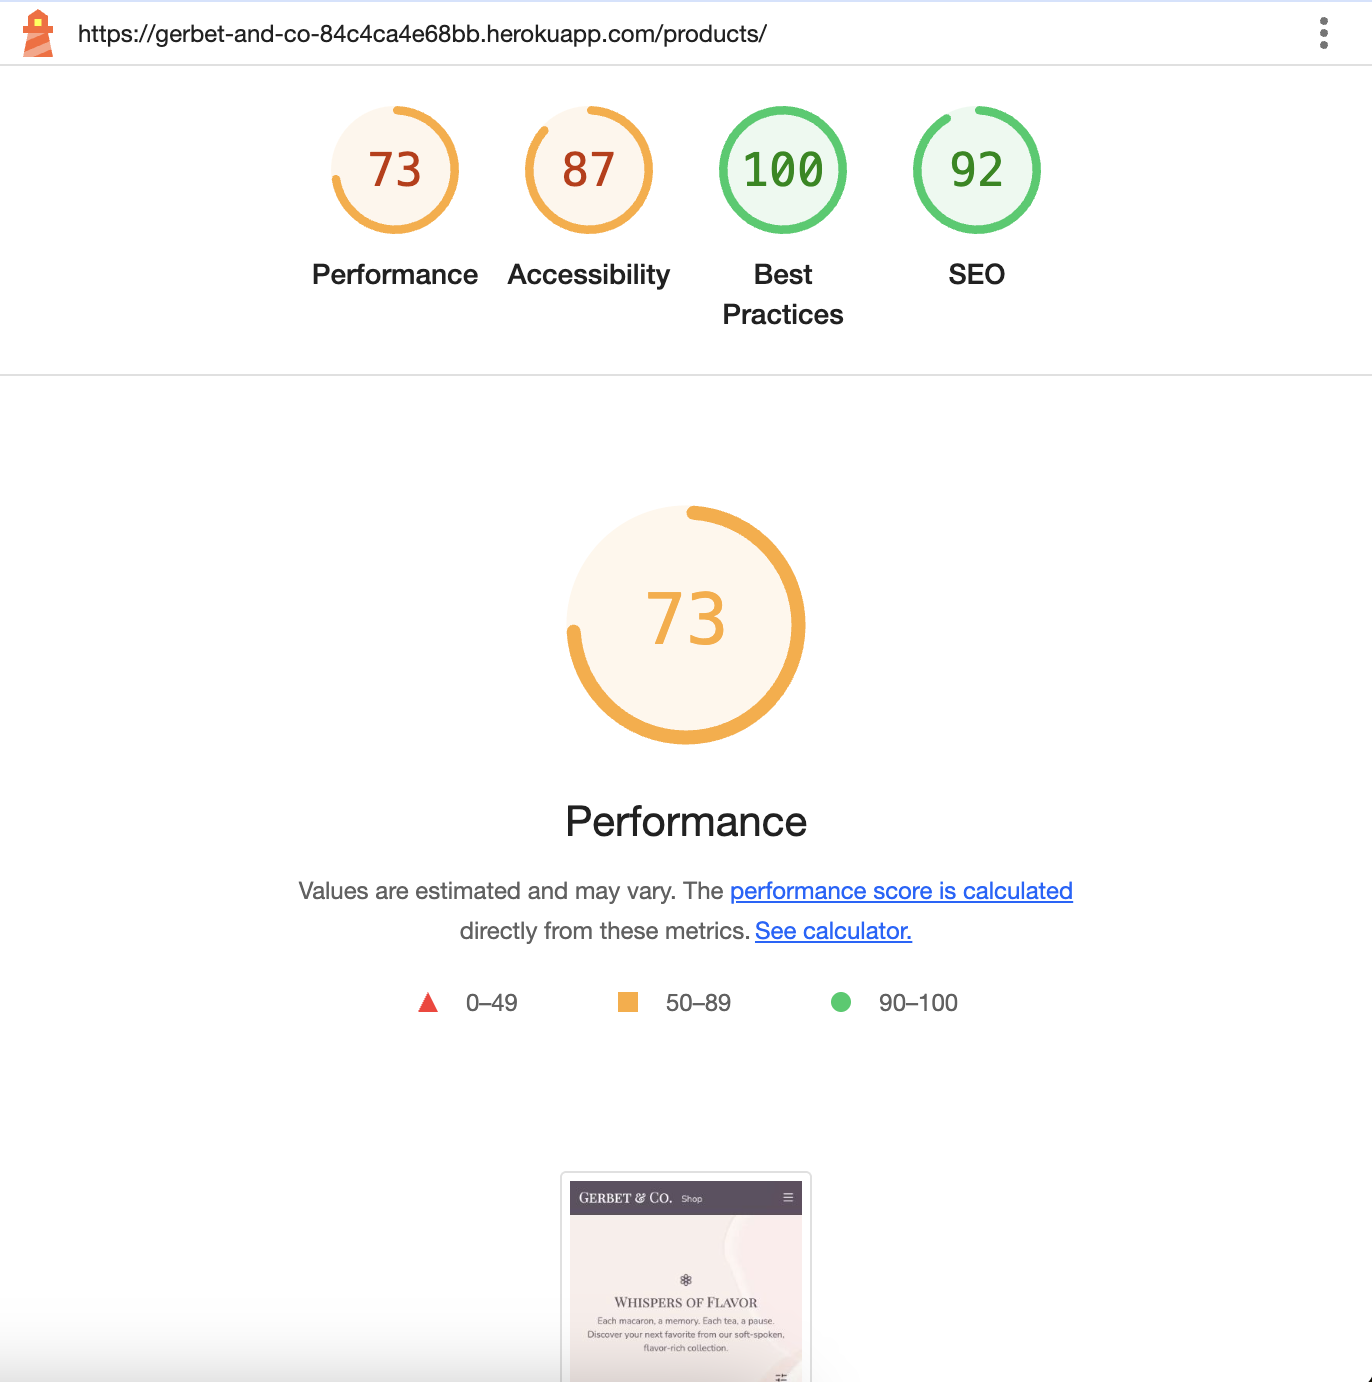 https://gerbet-and-co-84c4ca4e68bb.herokuapp.com/products/
73
87
100
92
Performance
Accessibility
Best
Practices
SEO
73
Performance
Values are estimated and may vary. The performance score is calculated
directly from these metrics. See calculator.
0–49
50–89
90–100
GERBET & CO. Shop
WHISPERS OF FLAVOR
Each macaron, a memory. Each tea, a pause.
Discover your next favorite from our soft-spoken,
flavor-rich collection.